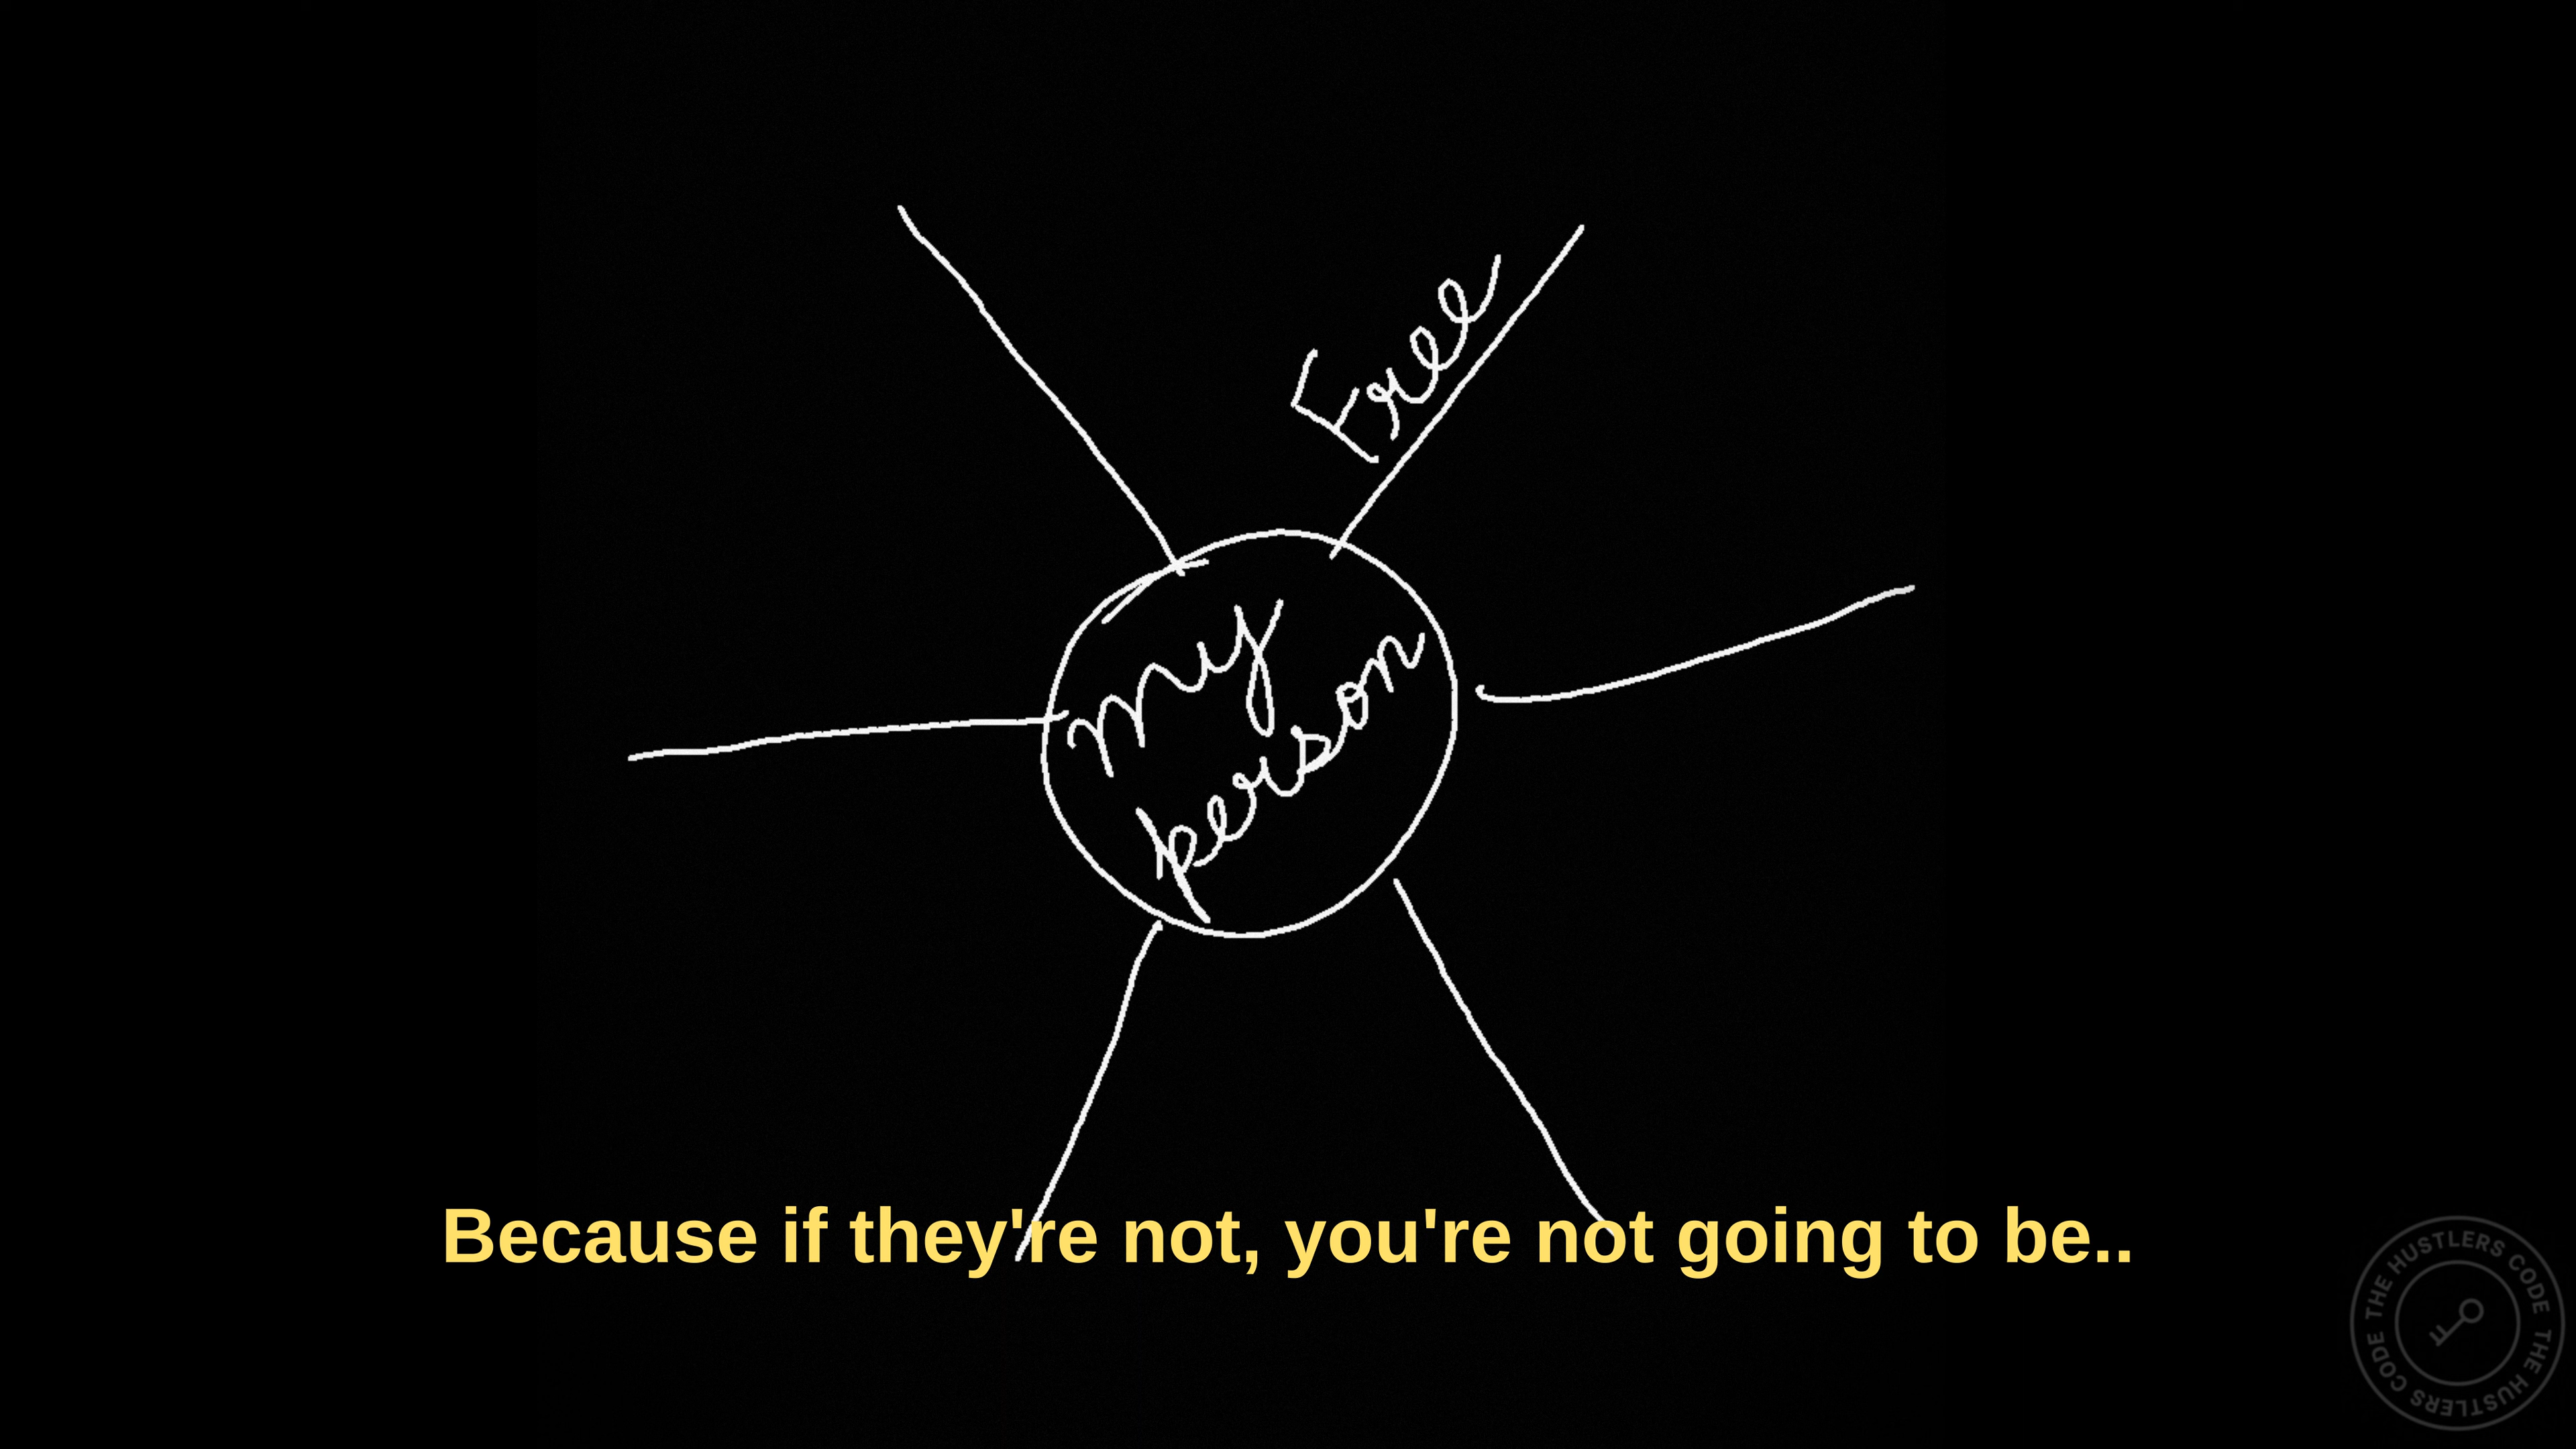 Free
my
person
Because if they're not, you're not going to be..
THE HUSTLERS CODE THE HUSTLERS CODE